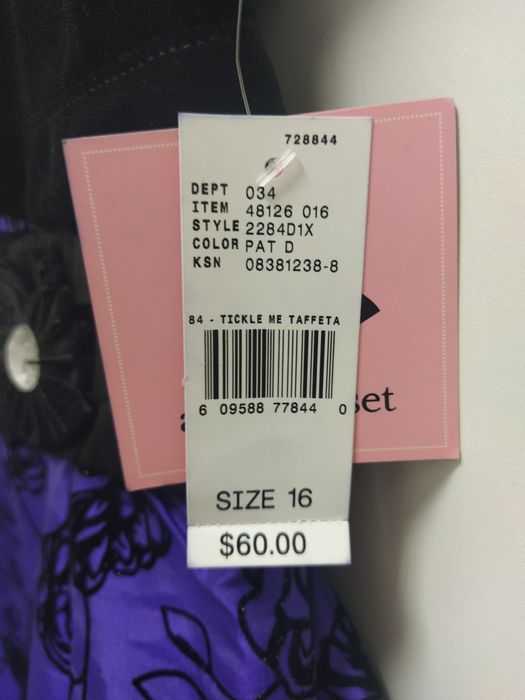 728844
DEPT 034
ITEM 48126 016
STYLE 2284D1X
COLOR PAT D
KSN 08381238-8
84 - TICKLE ME TAFFETA
6 09588 77844 0
set
SIZE 16
$60.00